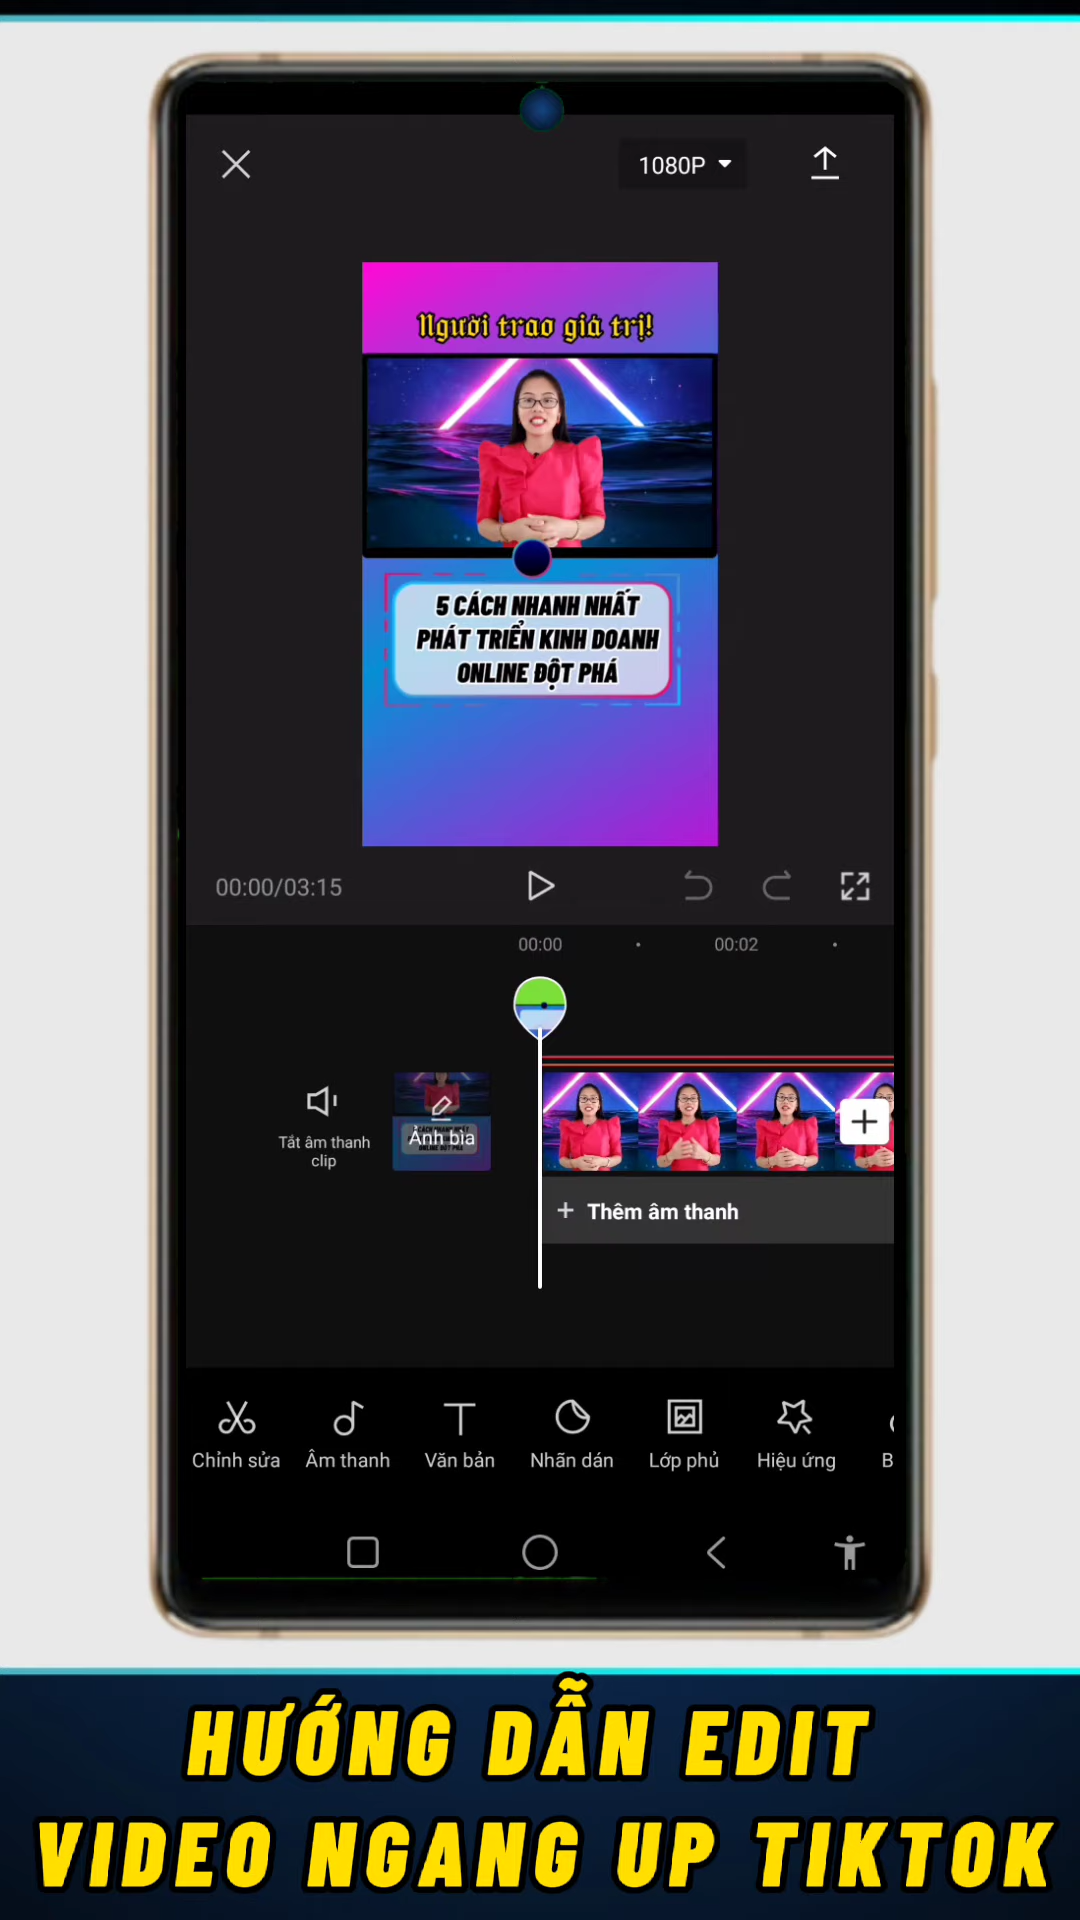 1080P
Người trao giá trị!
5 CÁCH NHANH NHẤT
PHÁT TRIỂN KINH DOANH
ONLINE ĐỘT PHÁ
00:00/03:15
00:00
00:02
Tắt âm thanh
clip
Ảnh bìa
Thêm âm thanh
Chỉnh sửa
Âm thanh
Văn bản
Nhãn dán
Lớp phủ
Hiệu ứng
B
HƯỚNG DẪN EDIT
VIDEO NGANG UP TIKTOK